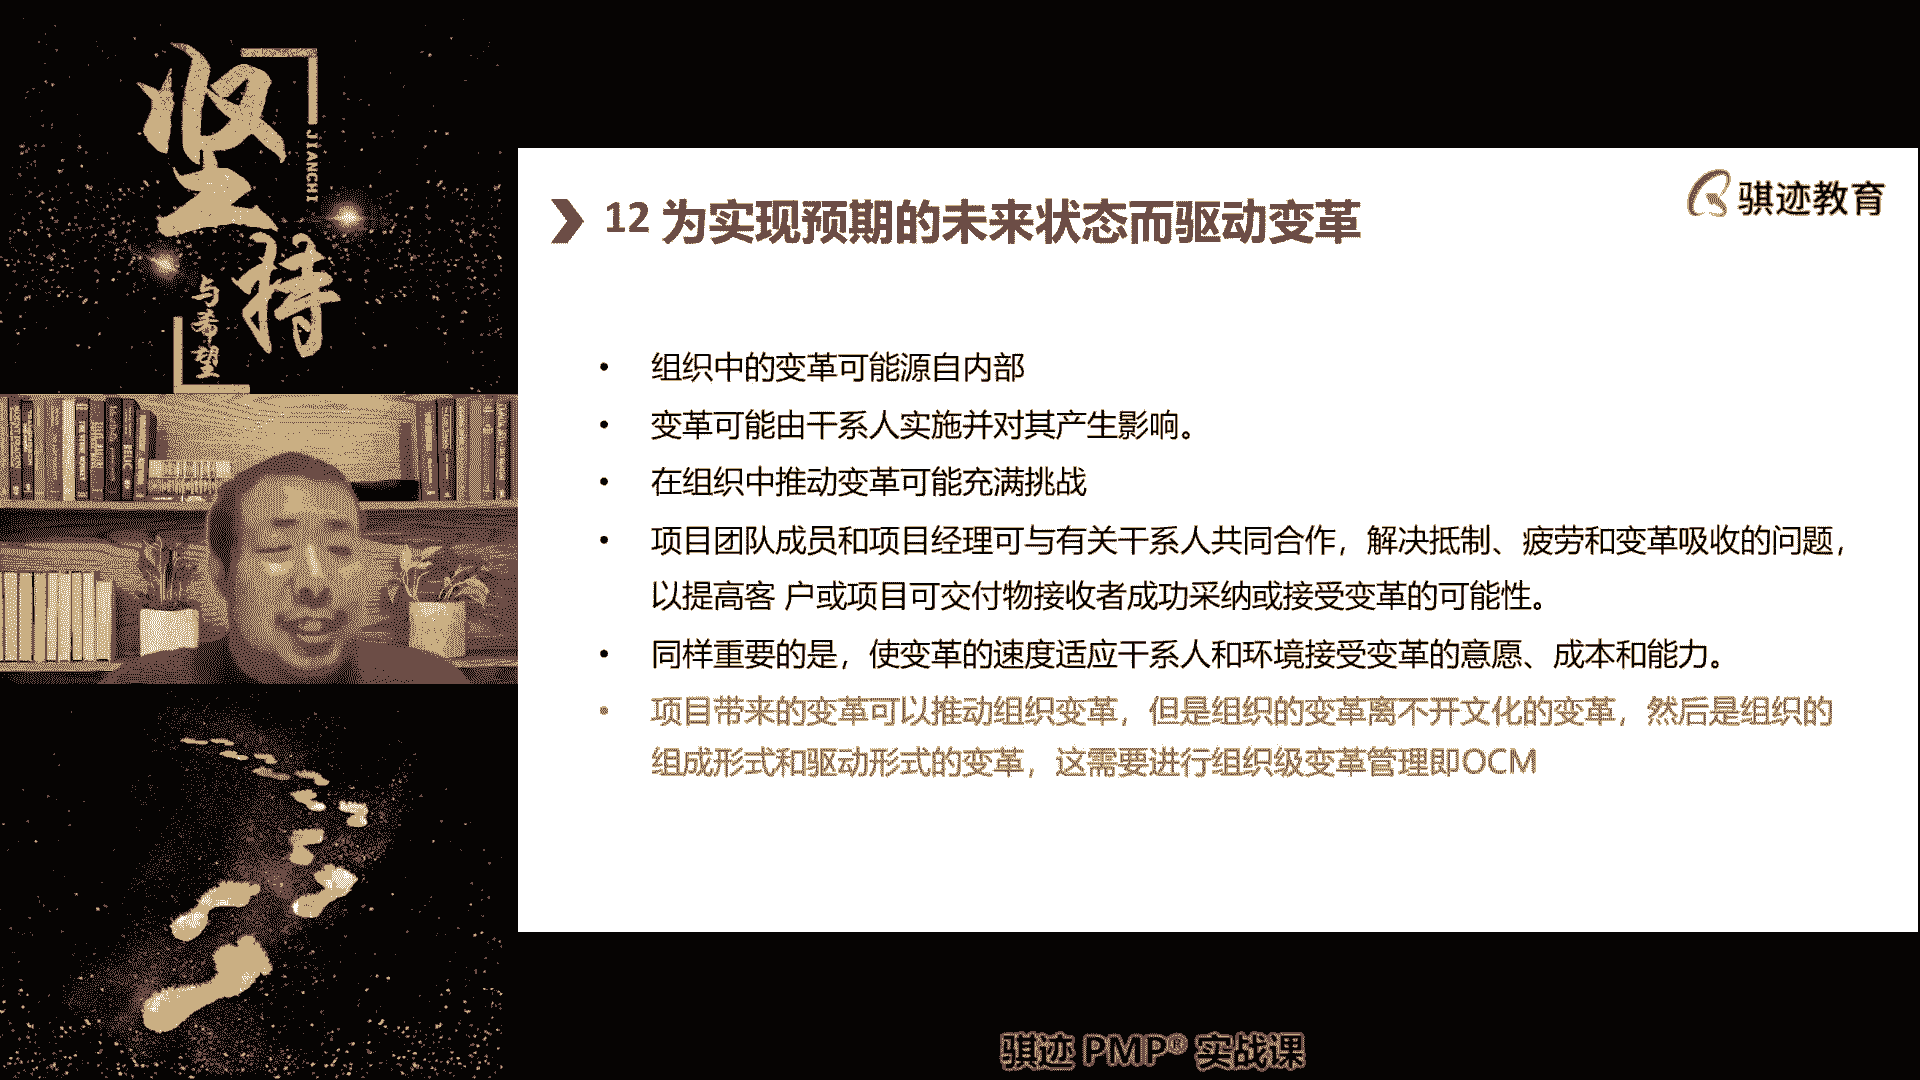 坚持
JIANCHI
与希望
骐迹教育
12 为实现预期的未来状态而驱动变革
• 组织中的变革可能源自内部
• 变革可能由干系人实施并对其产生影响。
• 在组织中推动变革可能充满挑战
• 项目团队成员和项目经理可与有关干系人共同合作，解决抵制、疲劳和变革吸收的问题，
以提高客 户或项目可交付物接收者成功采纳或接受变革的可能性。
• 同样重要的是，使变革的速度适应干系人和环境接受变革的意愿、成本和能力。
• 项目带来的变革可以推动组织变革，但是组织的变革离不开文化的变革，然后是组织的
组成形式和驱动形式的变革，这需要进行组织级变革管理即OCM
骐迹 PMP® 实战课